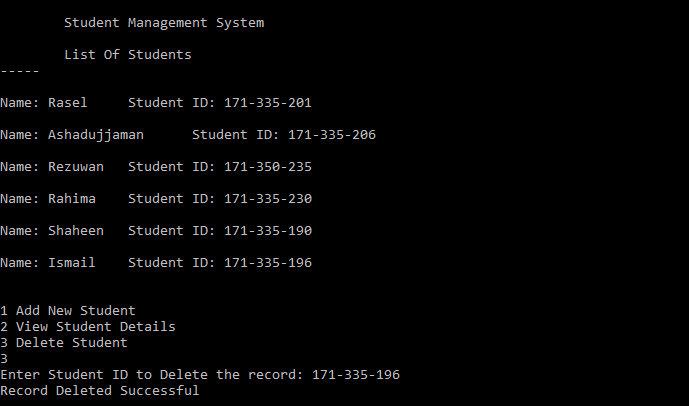 Student Management System
List Of Students
-----
Name: Rasel Student ID: 171-335-201
Name: Ashadujjaman Student ID: 171-335-206
Name: Rezuwan Student ID: 171-350-235
Name: Rahima Student ID: 171-335-230
Name: Shaheen Student ID: 171-335-190
Name: Ismail Student ID: 171-335-196
1 Add New Student
2 View Student Details
3 Delete Student
3
Enter Student ID to Delete the record: 171-335-196
Record Deleted Successful